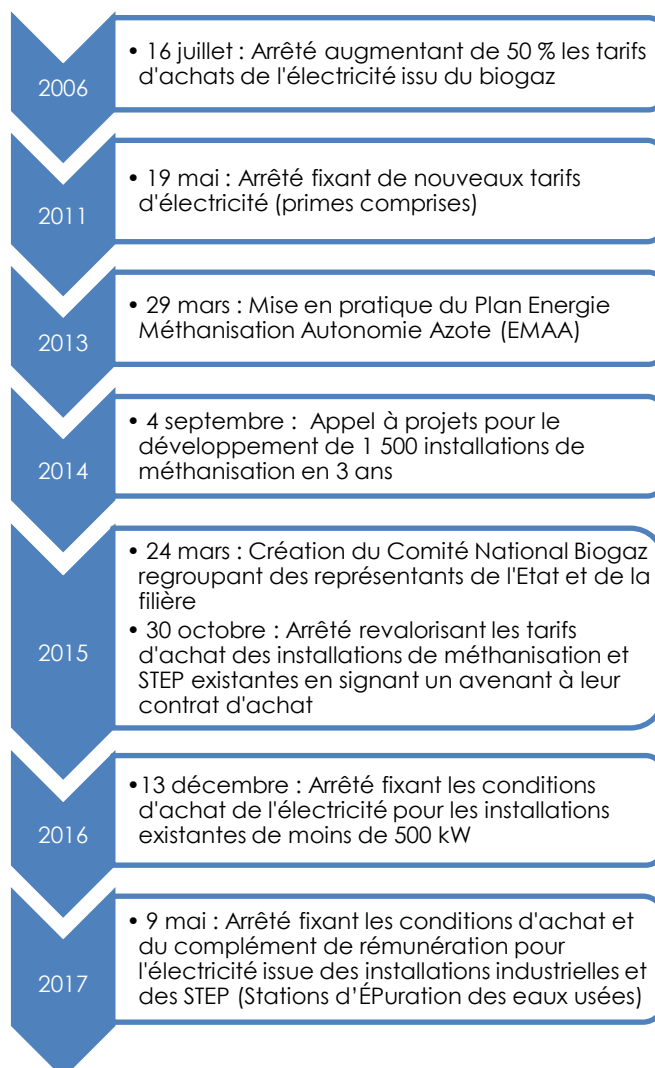 2006
• 16 juillet : Arrêté augmentant de 50 % les tarifs
d'achats de l'électricité issu du biogaz
2011
• 19 mai : Arrêté fixant de nouveaux tarifs
d'électricité (primes comprises)
2013
• 29 mars : Mise en pratique du Plan Energie
Méthanisation Autonomie Azote (EMAA)
2014
• 4 septembre : Appel à projets pour le
développement de 1 500 installations de
méthanisation en 3 ans
2015
• 24 mars : Création du Comité National Biogaz
regroupant des représentants de l'Etat et de la
filière
• 30 octobre : Arrêté revalorisant les tarifs
d'achat des installations de méthanisation et
STEP existantes en signant un avenant à leur
contrat d'achat
2016
•13 décembre : Arrêté fixant les conditions
d'achat de l'électricité pour les installations
existantes de moins de 500 kW
2017
• 9 mai : Arrêté fixant les conditions d'achat et
du complément de rémunération pour
l'électricité issue des installations industrielles et
des STEP (Stations d'ÉPuration des eaux usées)